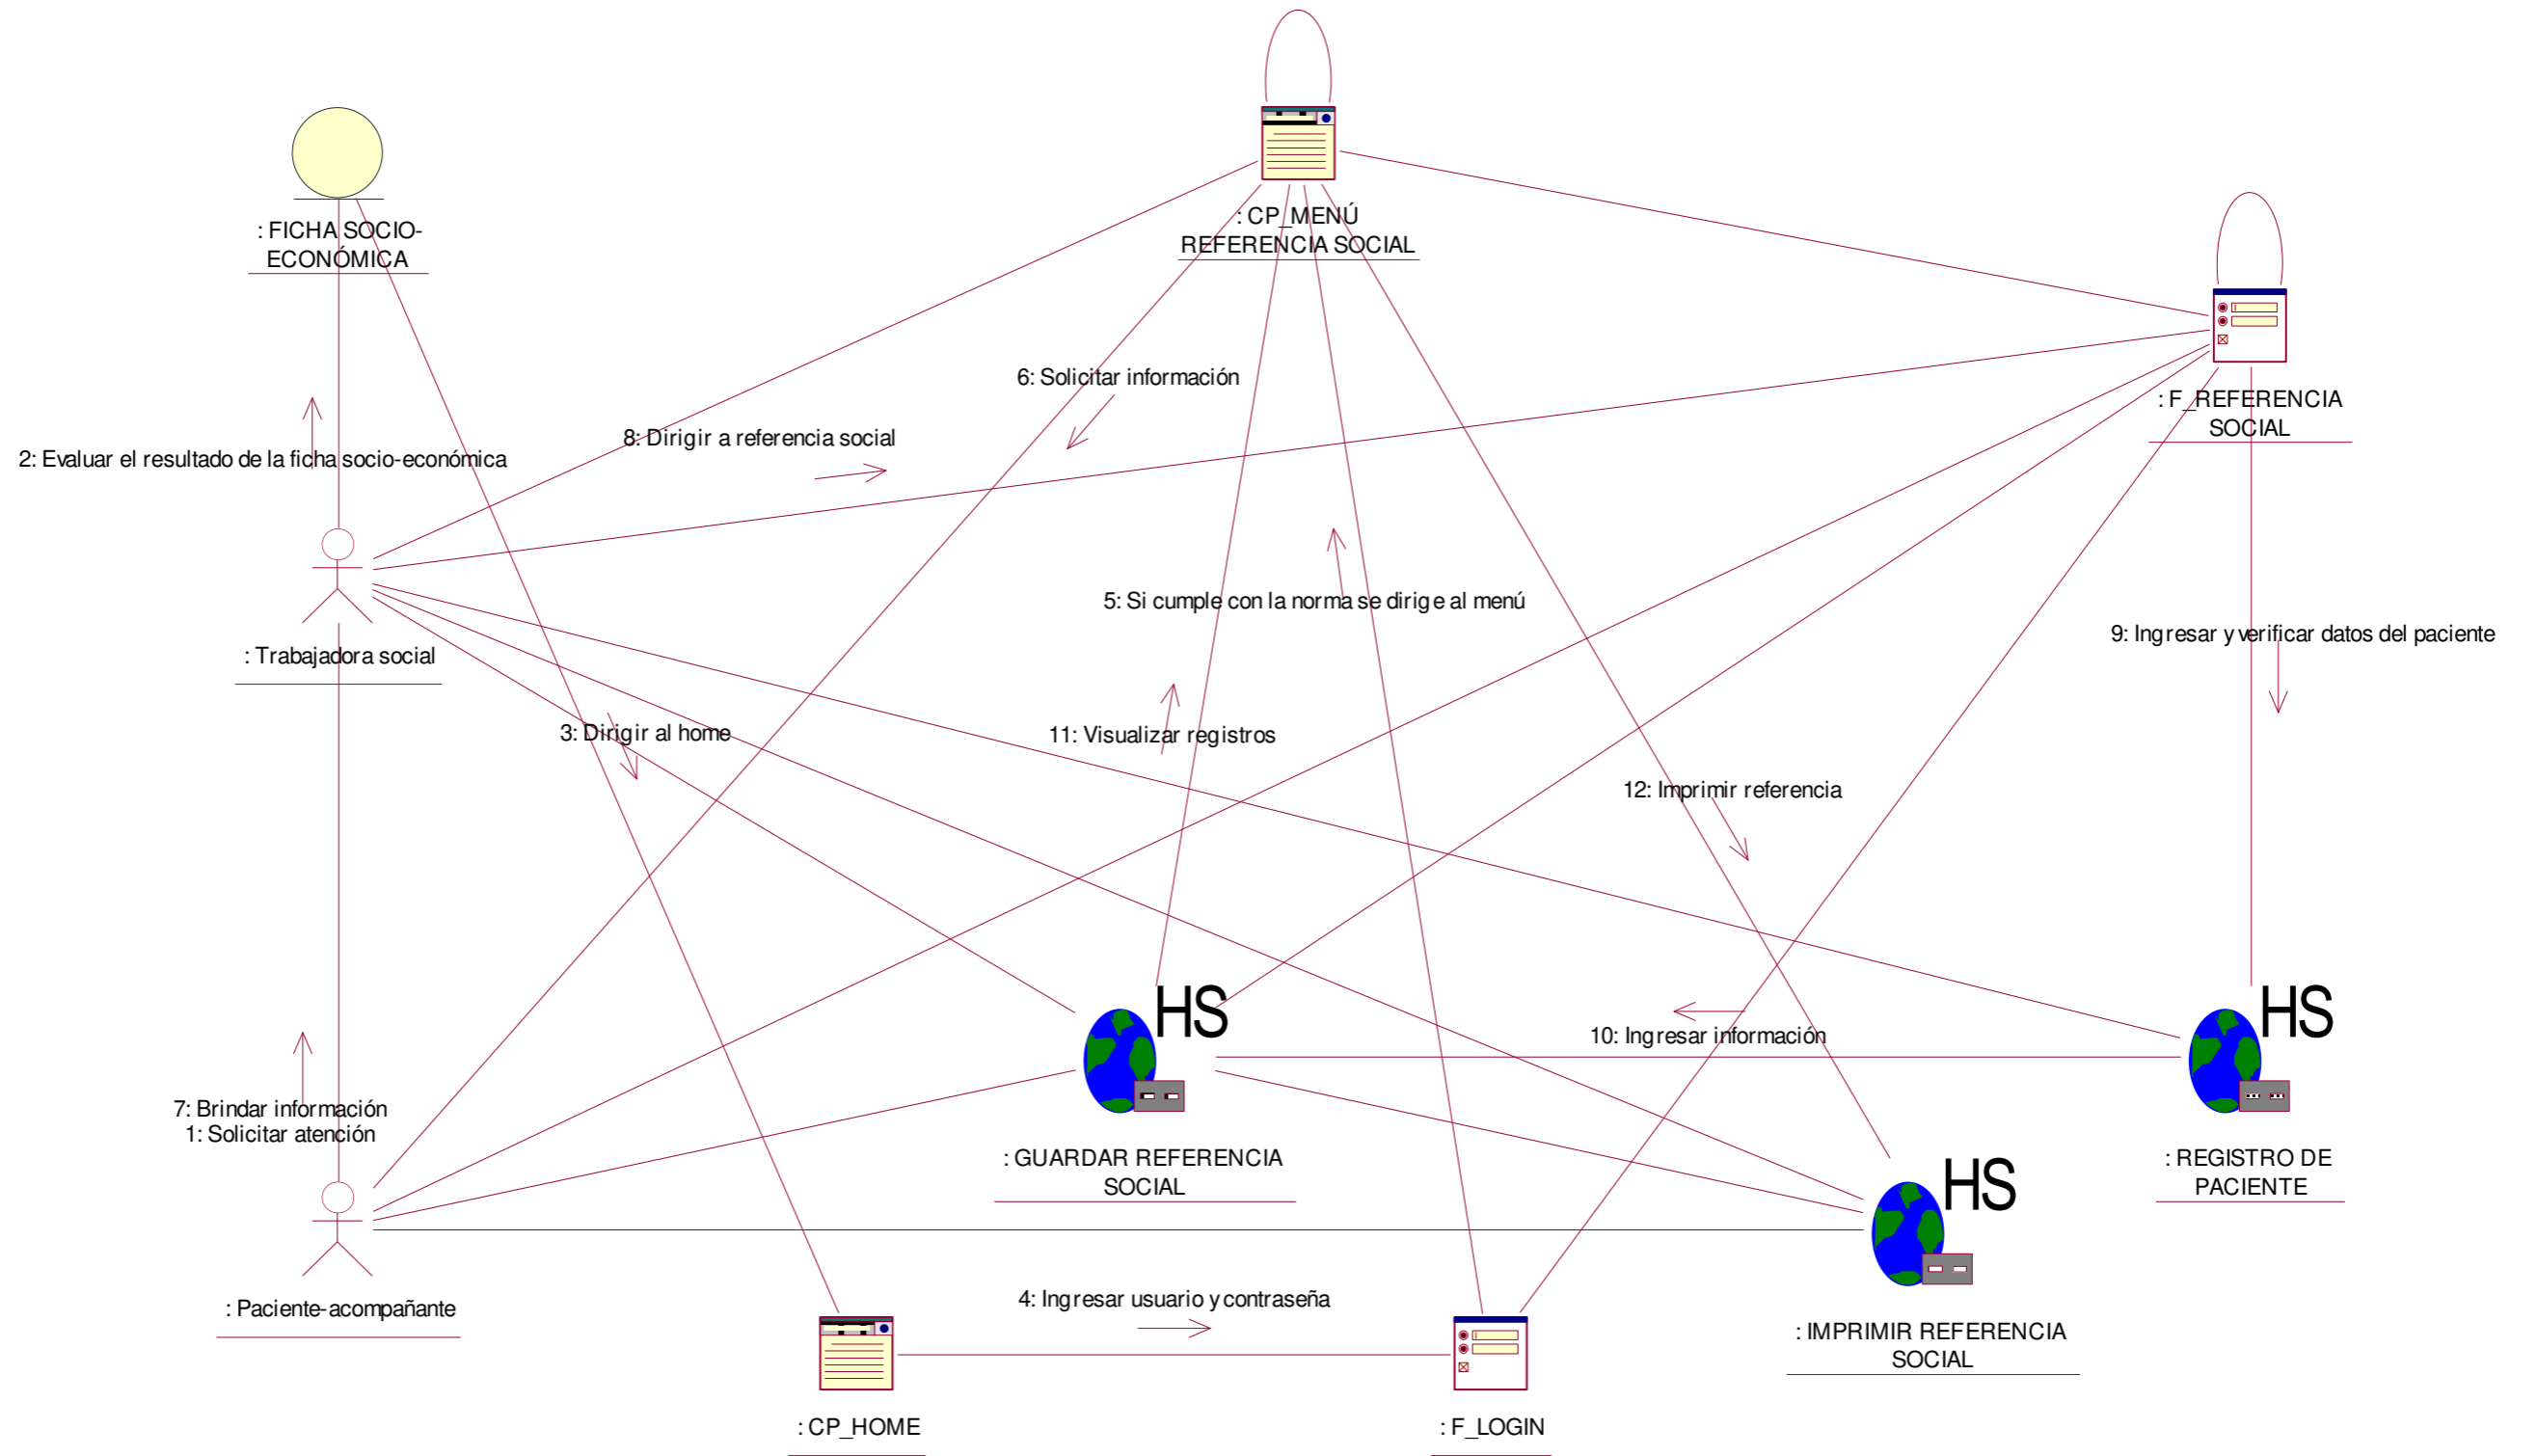 : FICHA SOCIO-
ECONÓMICA
: CP_MENÚ
REFERENCIA SOCIAL
6: Solicitar información
: F_REFERENCIA
SOCIAL
8: Dirigir a referencia social
2: Evaluar el resultado de la ficha socio-económica
5: Si cumple con la norma se dirige al menú
9: Ingresar y verificar datos del paciente
: Trabajadora social
3: Dirigir al home
11: Visualizar registros
12: Imprimir referencia
HS
HS
10: Ingresar información
7: Brindar información
1: Solicitar atención
: GUARDAR REFERENCIA
SOCIAL
HS
: REGISTRO DE
PACIENTE
: Paciente-acompañante
4: Ingresar usuario y contraseña
: IMPRIMIR REFERENCIA
SOCIAL
: CP_HOME
: F_LOGIN